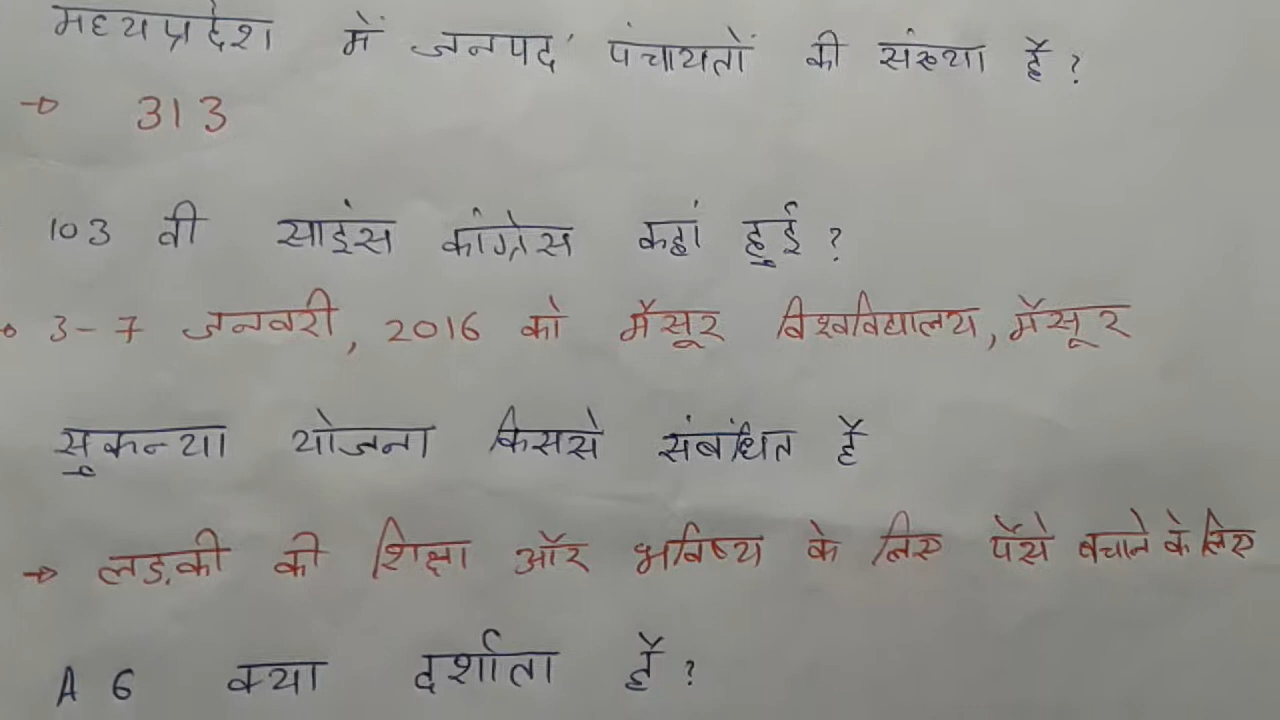 मध्यप्रदेश में जनपद पंचायतों की संख्या है ?
→ 313
103 वी साइंस कांग्रेस कहां हुई ?
3-7 जनवरी, 2016 को मैसूर विश्वविद्यालय, मैसूर
सुकन्या योजना किससे संबंधित है
→ लड़की की शिक्षा और भविष्य के लिए पैसे बचाने के लिए
A 6 क्या दर्शाता है ?